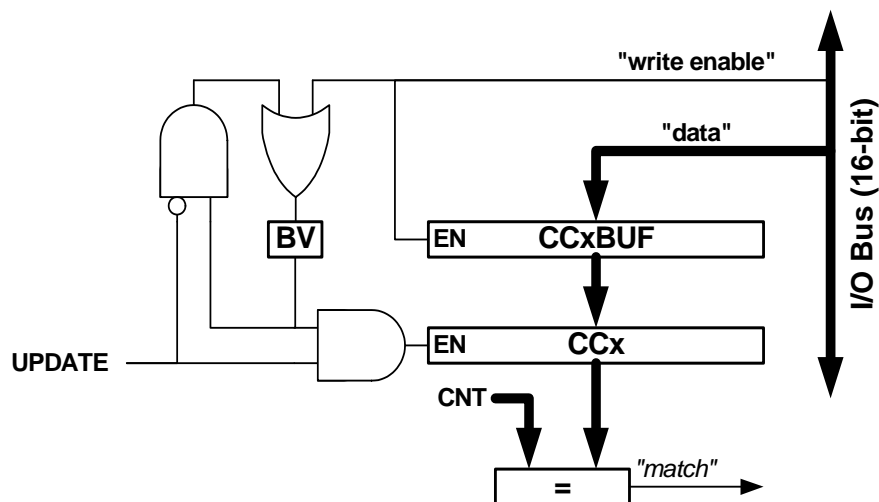 "write enable"
"data"
I/O Bus (16-bit)
BV
EN CCxBUF
EN CCx
UPDATE
CNT
=
"match"